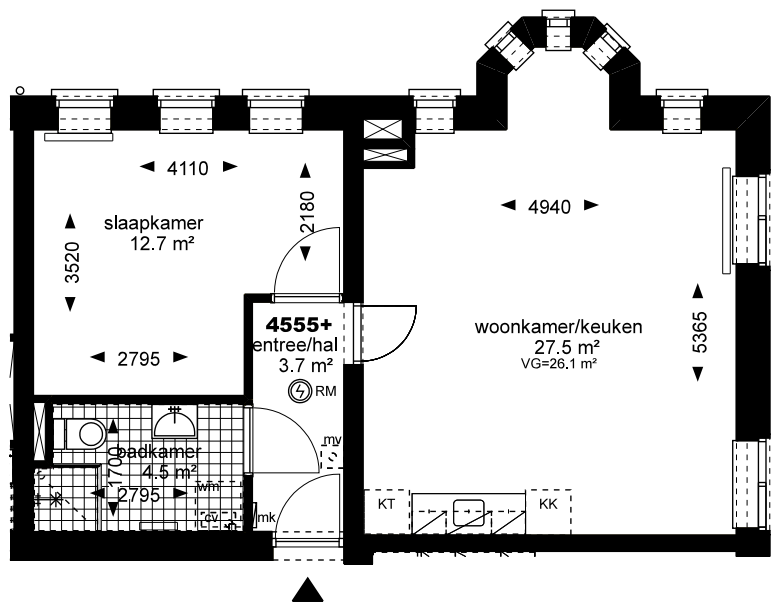 4110
2180
slaapkamer
12.7 m²
3520
2795
4940
4555+
entree/hal
3.7 m²
RM
woonkamer/keuken
27.5 m²
VG=26.1 m²
5365
mv
badkamer
4.5 m²
1700
2795
wm
cv
mk
KT
KK